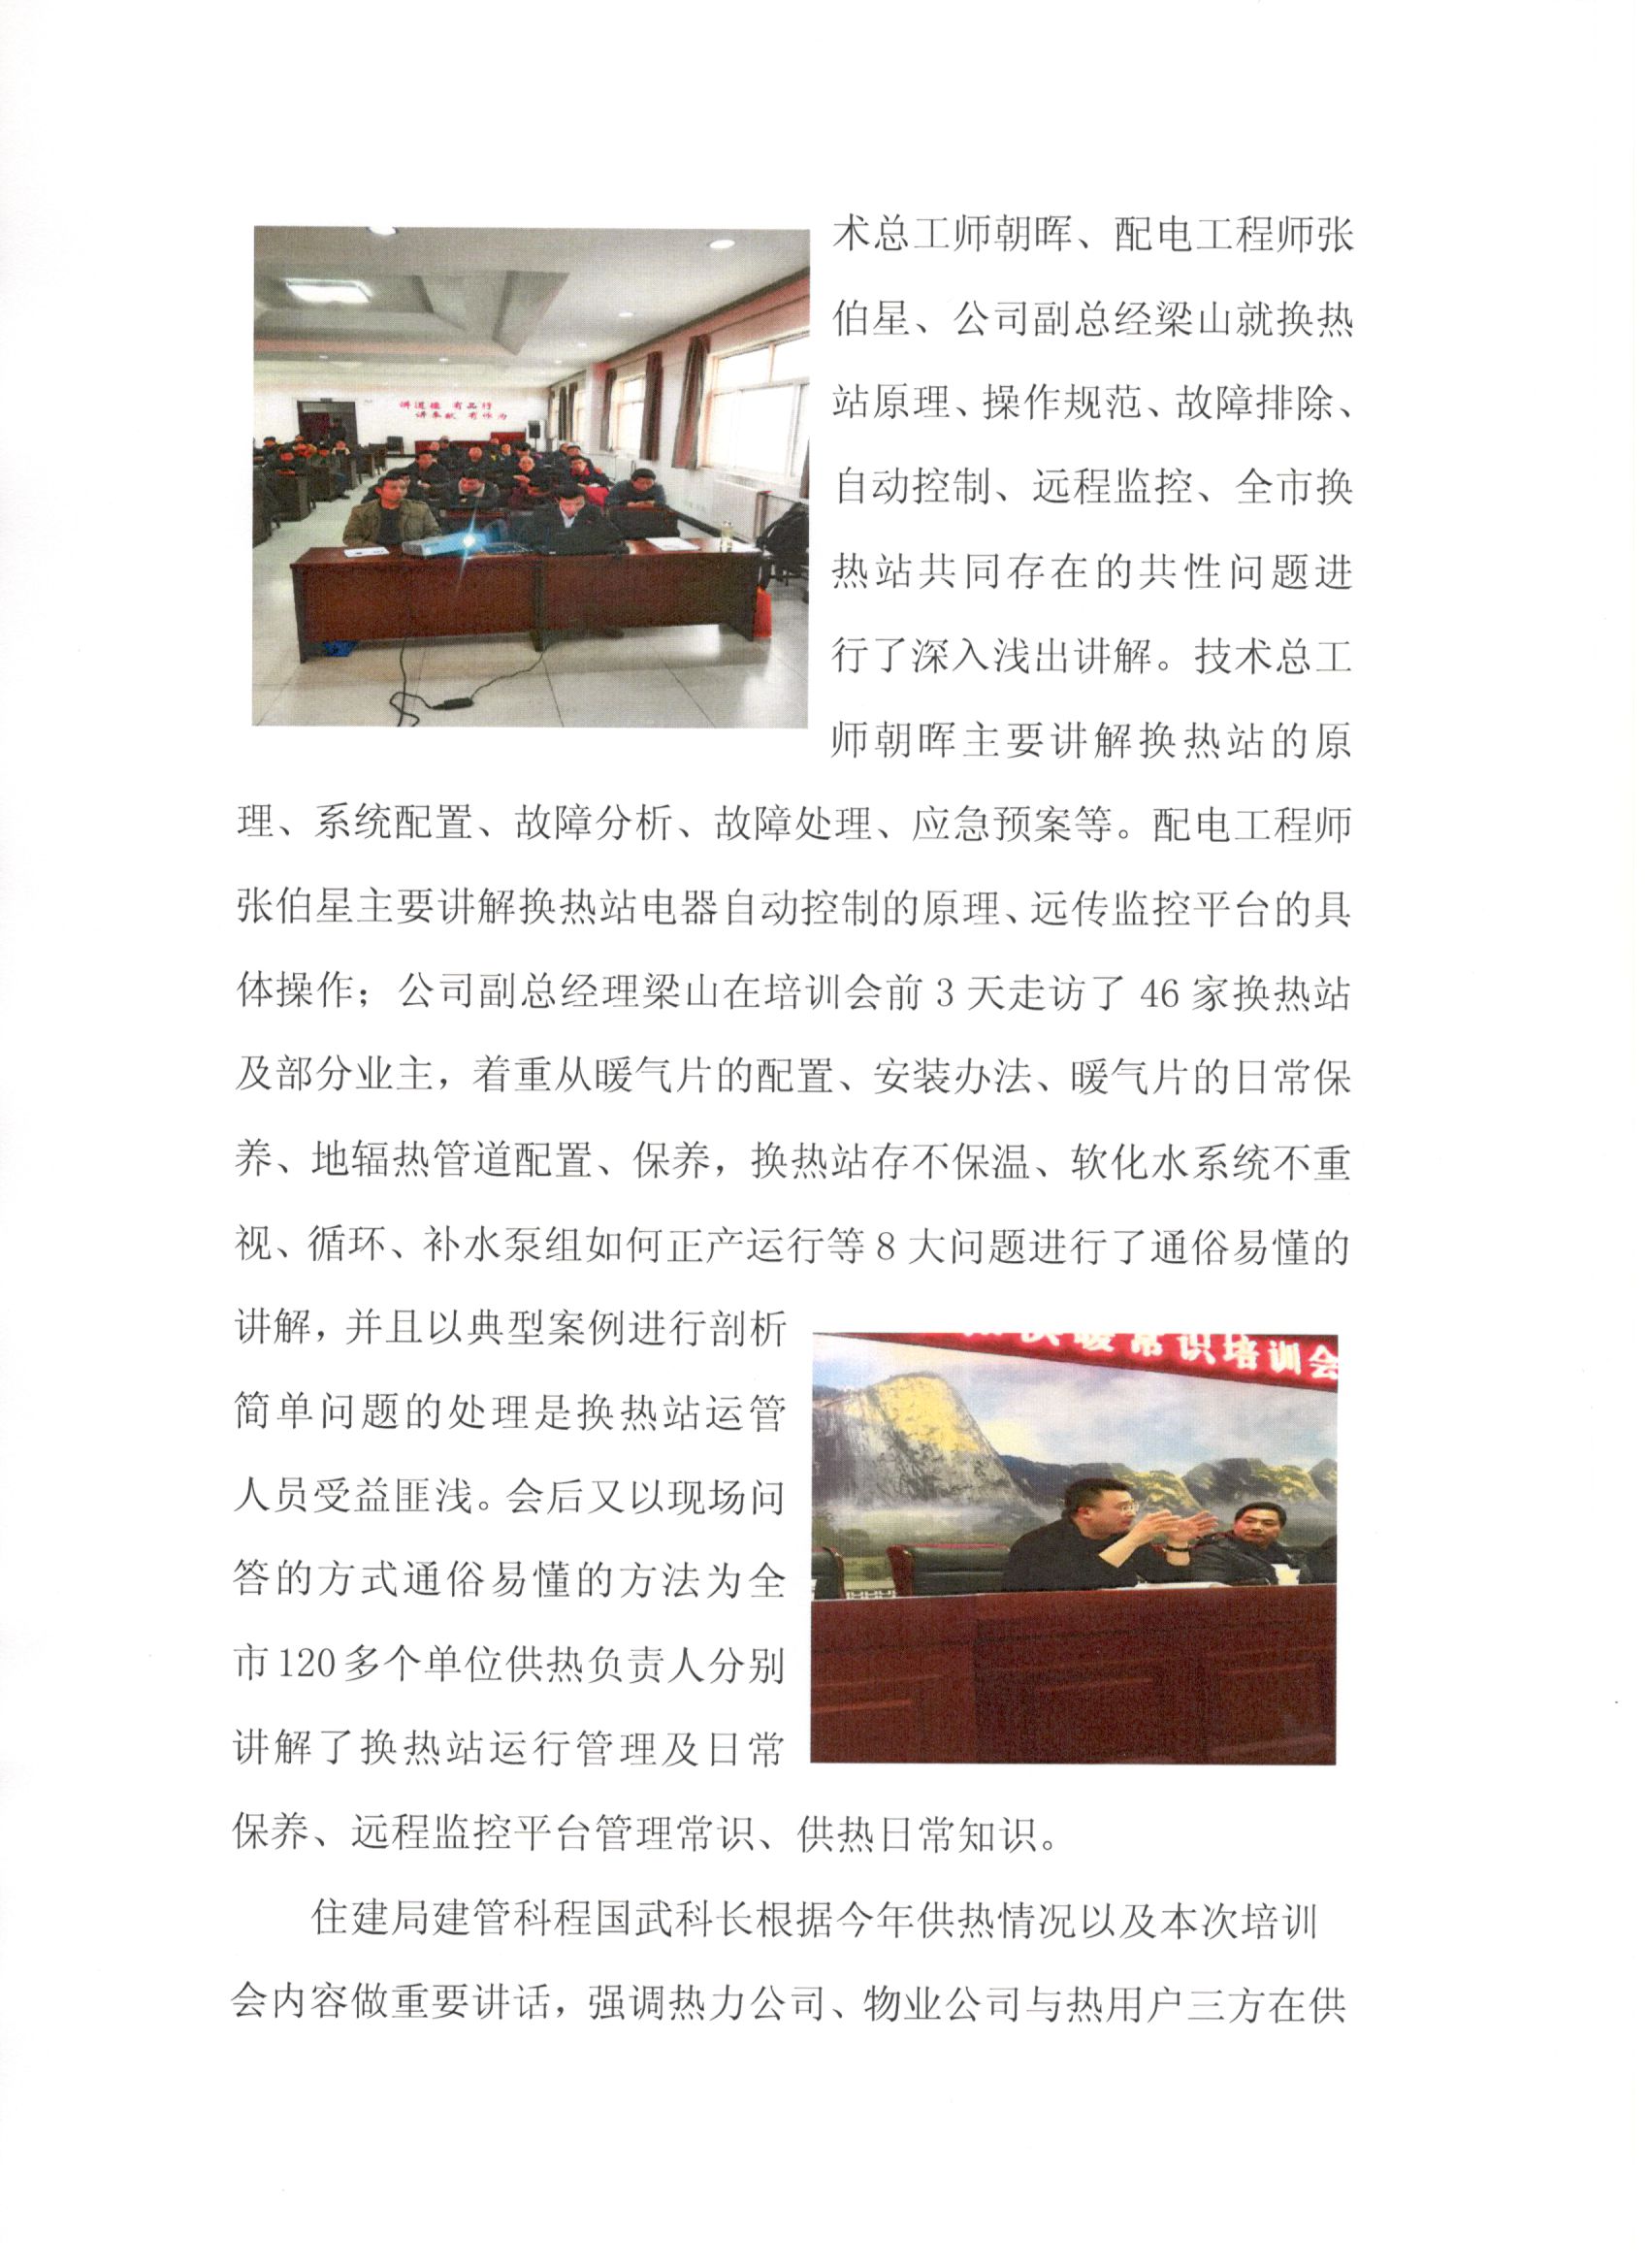 术总工师朝晖、配电工程师张
伯星、公司副总经梁山就换热
站原理、操作规范、故障排除、
自动控制、远程监控、全市换
热站共同存在的共性问题进
行了深入浅出讲解。技术总工
师朝晖主要讲解换热站的原
讲道德 有品行
讲奉献 有作为
理、系统配置、故障分析、故障处理、应急预案等。配电工程师
张伯星主要讲解换热站电器自动控制的原理、远传监控平台的具
体操作；公司副总经理梁山在培训会前 3 天走访了 46 家换热站
及部分业主，着重从暖气片的配置、安装办法、暖气片的日常保
养、地辐热管道配置、保养，换热站存不保温、软化水系统不重
视、循环、补水泵组如何正产运行等 8 大问题进行了通俗易懂的
讲解，并且以典型案例进行剖析
简单问题的处理是换热站运管
人员受益匪浅。会后又以现场问
答的方式通俗易懂的方法为全
市 120 多个单位供热负责人分别
讲解了换热站运行管理及日常
供暖常识培训会
保养、远程监控平台管理常识、供热日常知识。
住建局建管科程国武科长根据今年供热情况以及本次培训
会内容做重要讲话，强调热力公司、物业公司与热用户三方在供